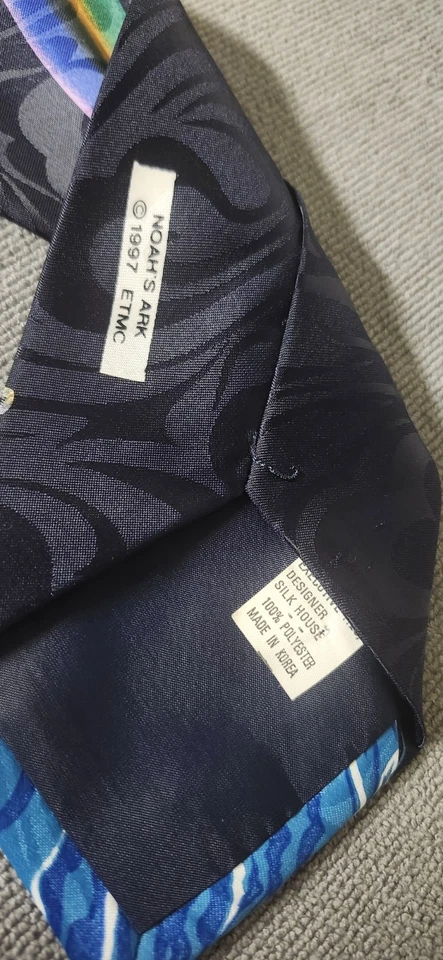 NOAH'S ARK
© 1997 ETMC
DESIGNER
SILK HOUSE
100% POLYESTER
MADE IN KOREA